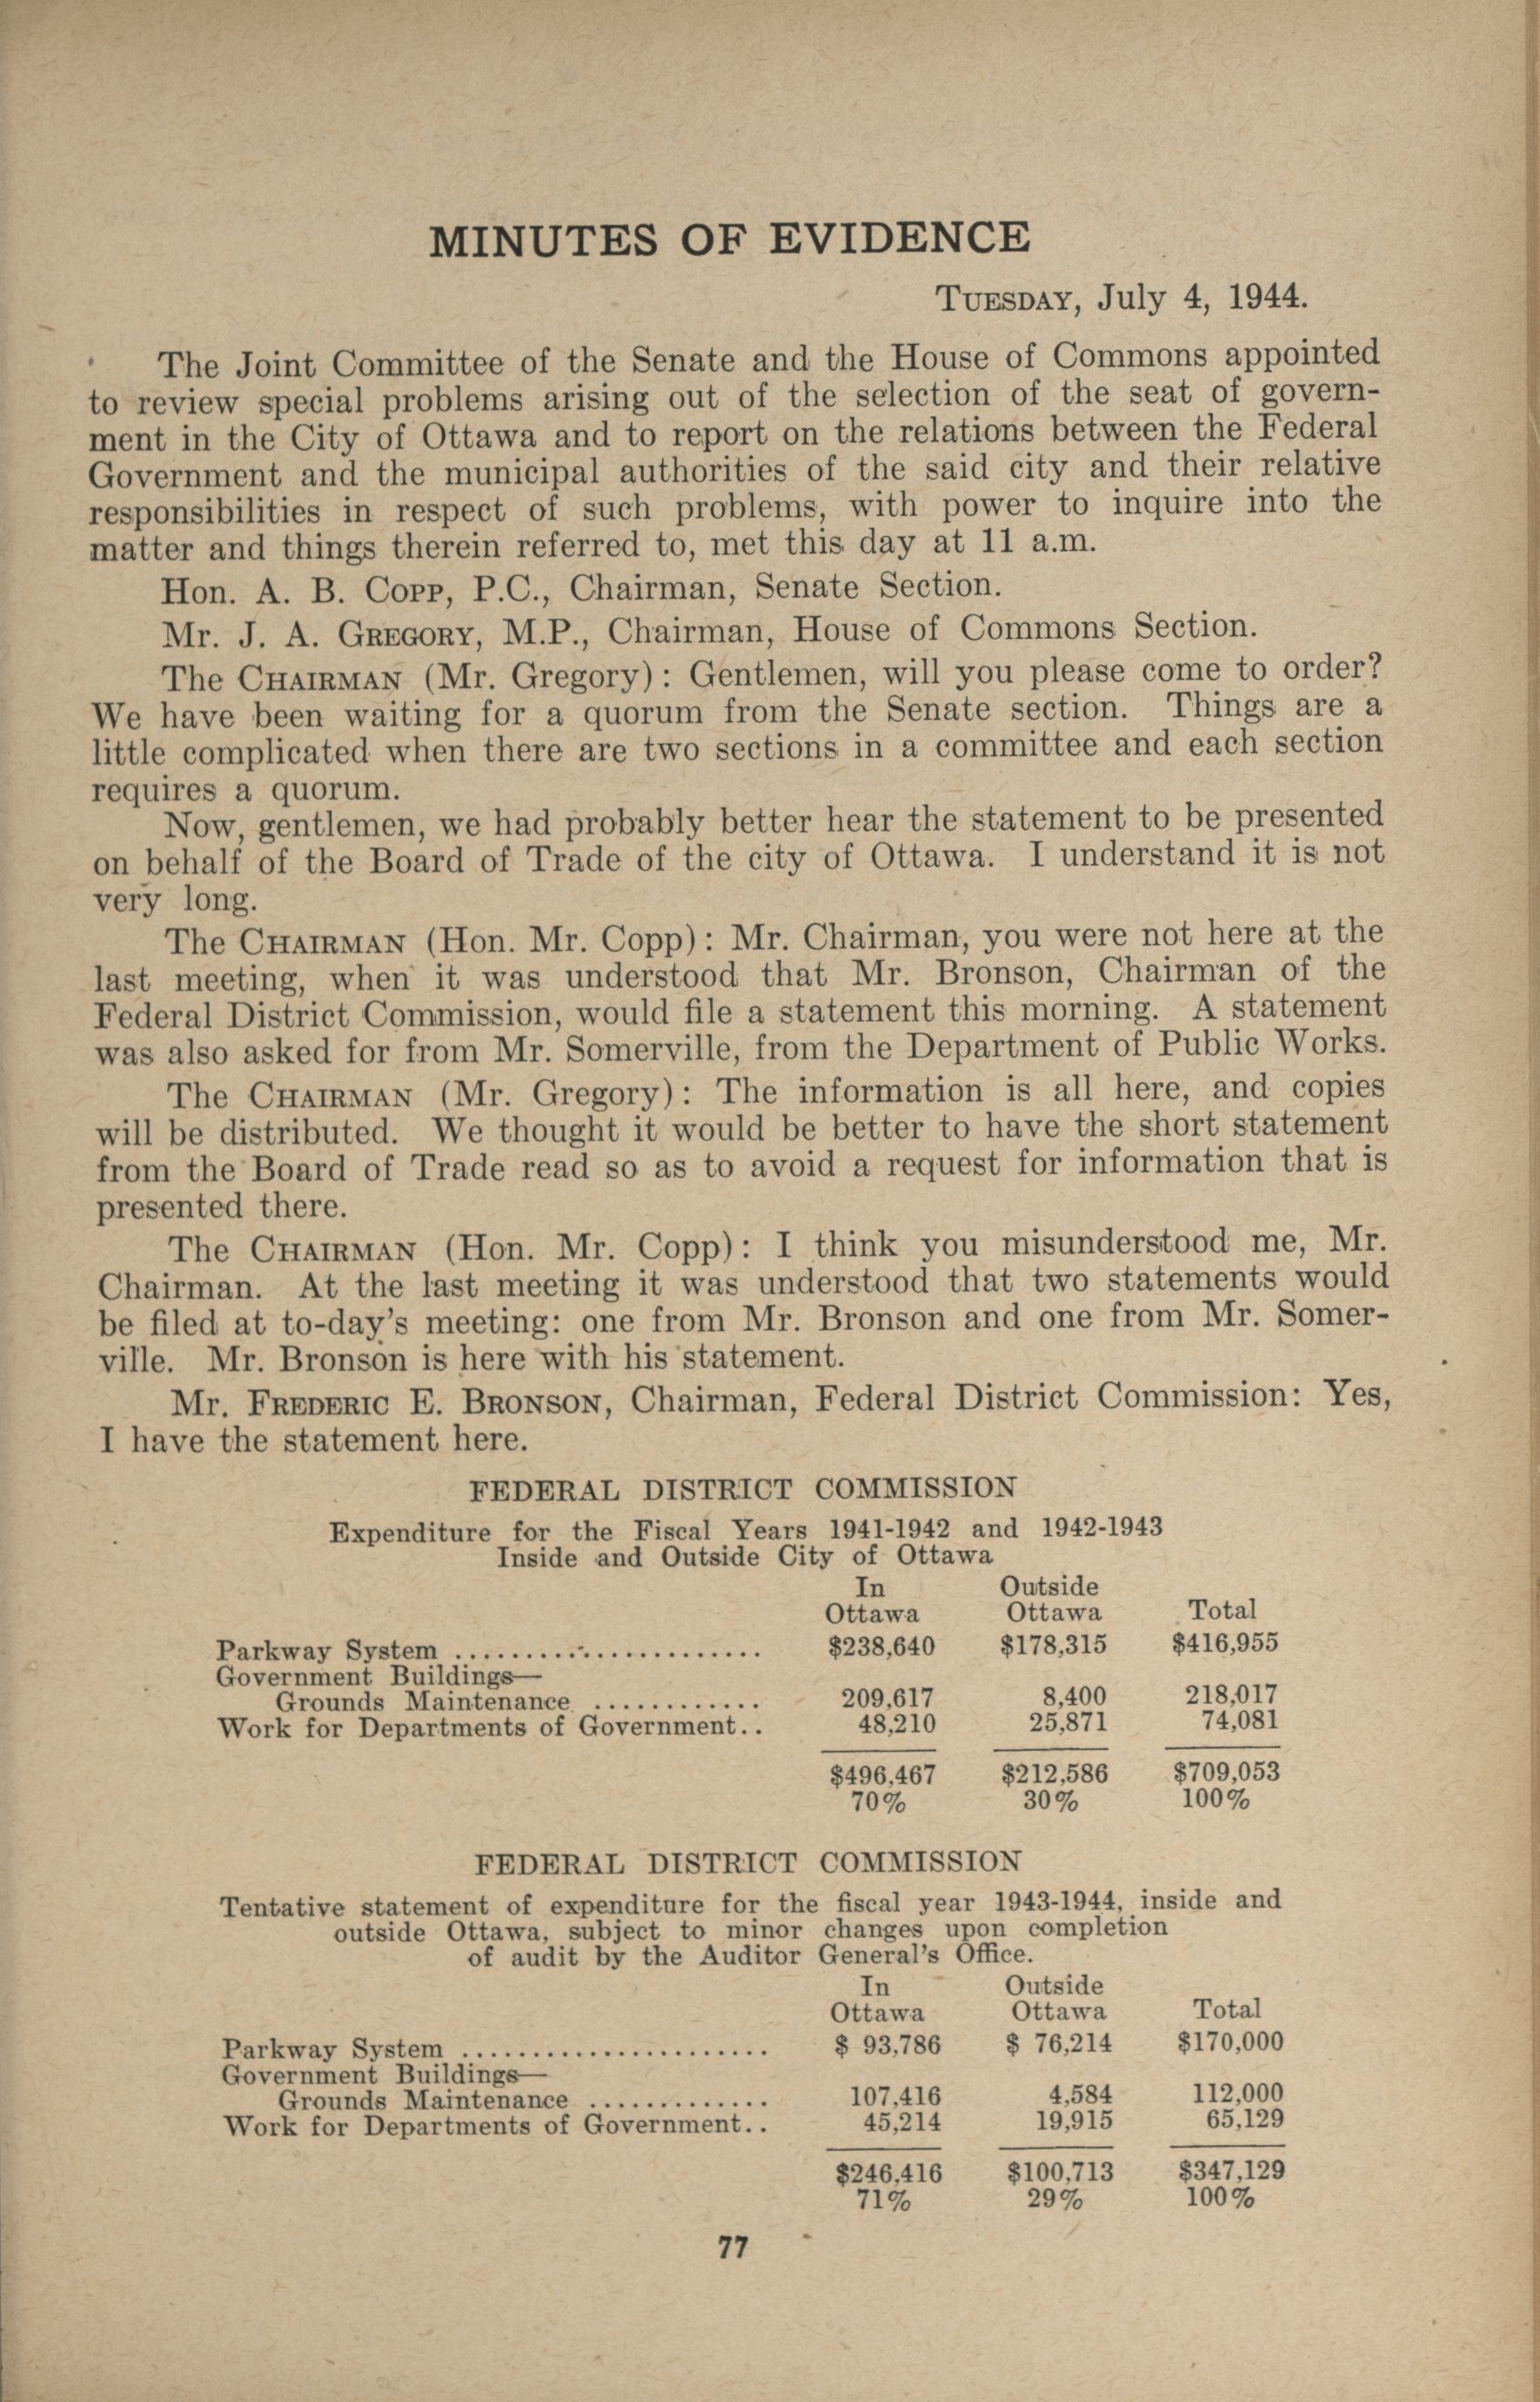 MINUTES OF EVIDENCE
TUESDAY, July 4, 1944.
The Joint Committee of the Senate and the House of Commons appointed
to review special problems arising out of the selection of the seat of govern-
ment in the City of Ottawa and to report on the relations between the Federal
Government and the municipal authorities of the said city and their relative
responsibilities in respect of such problems, with power to inquire into the
matter and things therein referred to, met this day at 11 a.m.
Hon. A. B. COPP, P.C., Chairman, Senate Section.
Mr. J. A. GREGORY, M.P., Chairman, House of Commons Section.
The CHAIRMAN (Mr. Gregory): Gentlemen, will you please come to order?
We have been waiting for a quorum from the Senate section. Things are a
little complicated when there are two sections in a committee and each section
requires a quorum.
Now, gentlemen, we had probably better hear the statement to be presented
on behalf of the Board of Trade of the city of Ottawa. I understand it is not
very long.
The CHAIRMAN (Hon. Mr. Copp): Mr. Chairman, you were not here at the
last meeting, when it was understood that Mr. Bronson, Chairman of the
Federal District Commission, would file a statement this morning. A statement
was also asked for from Mr. Somerville, from the Department of Public Works.
The CHAIRMAN (Mr. Gregory): The information is all here, and copies
will be distributed. We thought it would be better to have the short statement
from the Board of Trade read so as to avoid a request for information that is
presented there.
The CHAIRMAN (Hon. Mr. Copp): I think you misunderstood me, Mr.
Chairman. At the last meeting it was understood that two statements would
be filed at to-day's meeting: one from Mr. Bronson and one from Mr. Somer-
ville. Mr. Bronson is here with his statement.
Mr. FREDERIC E. BRONSON, Chairman, Federal District Commission: Yes,
I have the statement here.
FEDERAL DISTRICT COMMISSION
Expenditure for the Fiscal Years 1941-1942 and 1942-1943
Inside and Outside City of Ottawa
In Outside
Ottawa Ottawa Total
Parkway System ...................... $238,640 $178,315 $416,955
Government Buildings—
Grounds Maintenance ............ 209,617 8,400 218,017
Work for Departments of Government.. 48,210 25,871 74,081
$496,467 $212,586 $709,053
70% 30% 100%
FEDERAL DISTRICT COMMISSION
Tentative statement of expenditure for the fiscal year 1943-1944, inside and
outside Ottawa, subject to minor changes upon completion
of audit by the Auditor General's Office.
In Outside
Ottawa Ottawa Total
Parkway System ...................... $ 93,786 $ 76,214 $170,000
Government Buildings—
Grounds Maintenance ............. 107,416 4,584 112,000
Work for Departments of Government.. 45,214 19,915 65,129
$246,416 $100,713 $347,129
71% 29% 100%
77